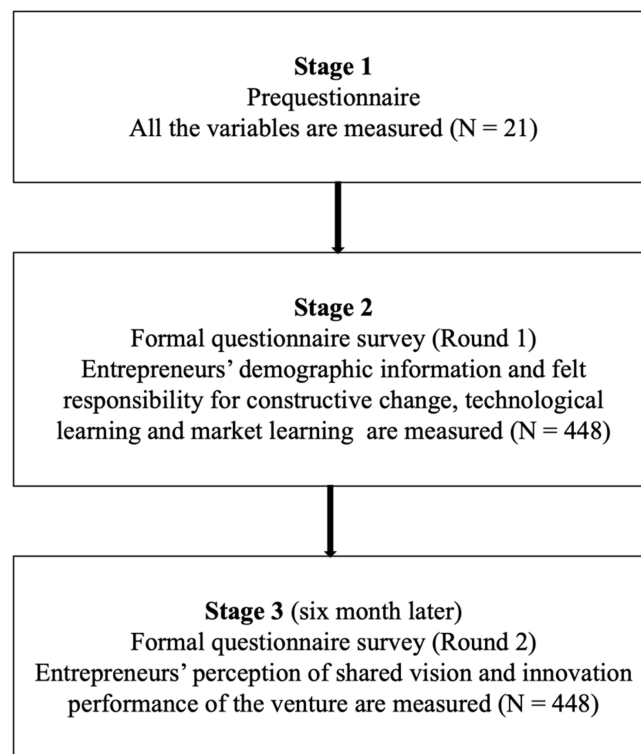 Stage 1
Prequestionnaire
All the variables are measured (N = 21)
Stage 2
Formal questionnaire survey (Round 1)
Entrepreneurs’ demographic information and felt
responsibility for constructive change, technological
learning and market learning are measured (N = 448)
Stage 3 (six month later)
Formal questionnaire survey (Round 2)
Entrepreneurs’ perception of shared vision and innovation
performance of the venture are measured (N = 448)